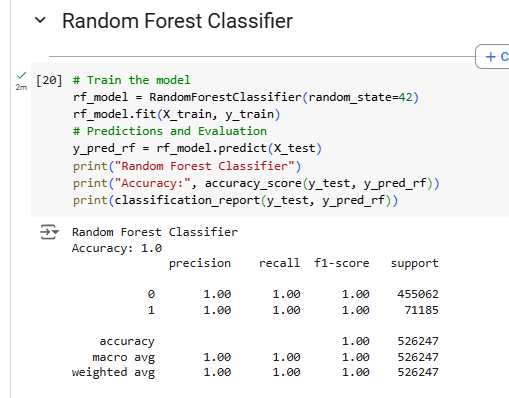 Random Forest Classifier
+ C
2m
[20] # Train the model
rf_model = RandomForestClassifier(random_state=42)
rf_model.fit(X_train, y_train)
# Predictions and Evaluation
y_pred_rf = rf_model.predict(X_test)
print("Random Forest Classifier")
print("Accuracy:", accuracy_score(y_test, y_pred_rf))
print(classification_report(y_test, y_pred_rf))
Random Forest Classifier
Accuracy: 1.0
precision recall f1-score support
0 1.00 1.00 1.00 455062
1 1.00 1.00 1.00 71185
accuracy 1.00 526247
macro avg 1.00 1.00 1.00 526247
weighted avg 1.00 1.00 1.00 526247